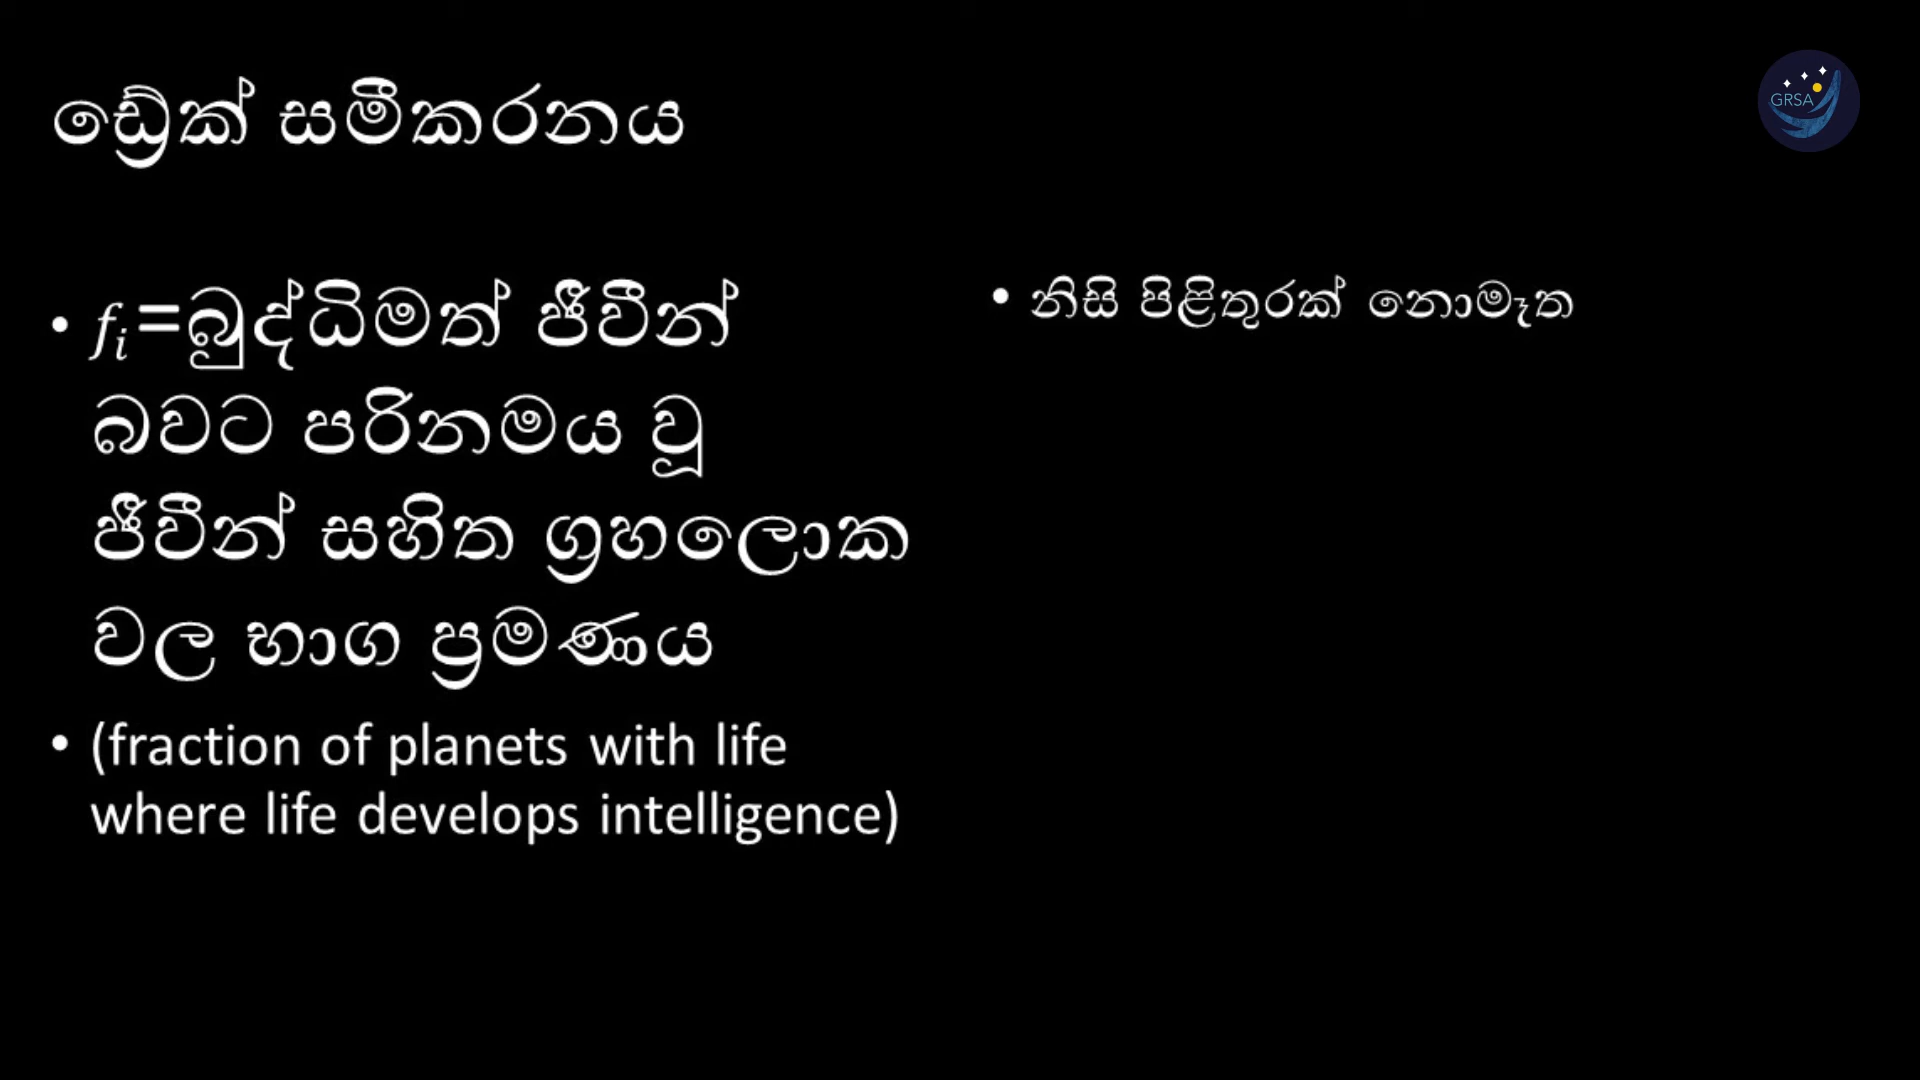 ඩ්‍රේක් සමීකරනය
GRSA
• fᵢ=බුද්ධිමත් ජීවීන්
බවට පරිනමය වූ
ජීවීන් සහිත ග්‍රහලොක
වල භාග ප්‍රමණය
• (fraction of planets with life
where life develops intelligence)
• නිසි පිළිතුරක් නොමැත